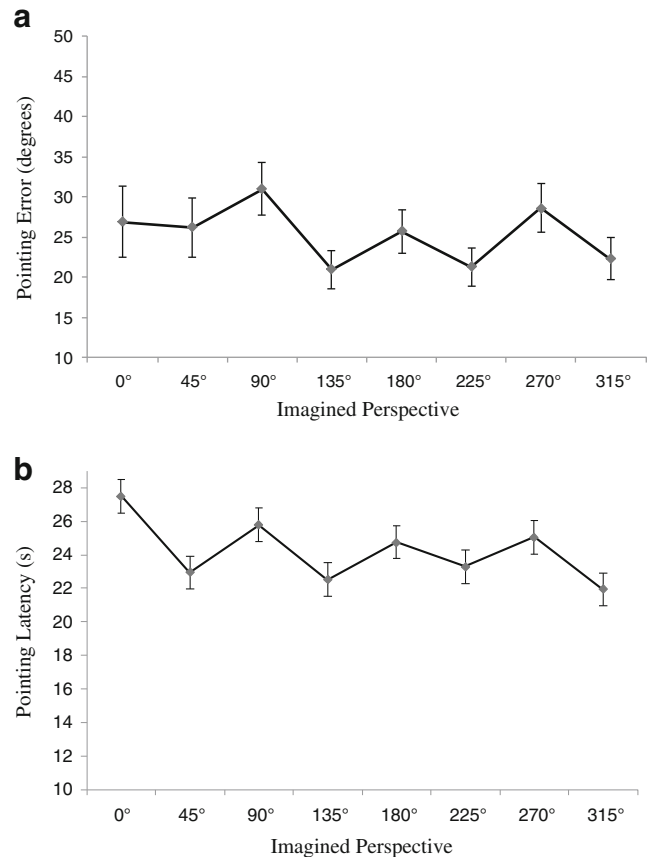 a
50
45
40
35
30
25
20
15
10
Pointing Error (degrees)
0° 45° 90° 135° 180° 225° 270° 315°
Imagined Perspective
b
28
26
24
22
20
18
16
14
12
10
Pointing Latency (s)
0° 45° 90° 135° 180° 225° 270° 315°
Imagined Perspective